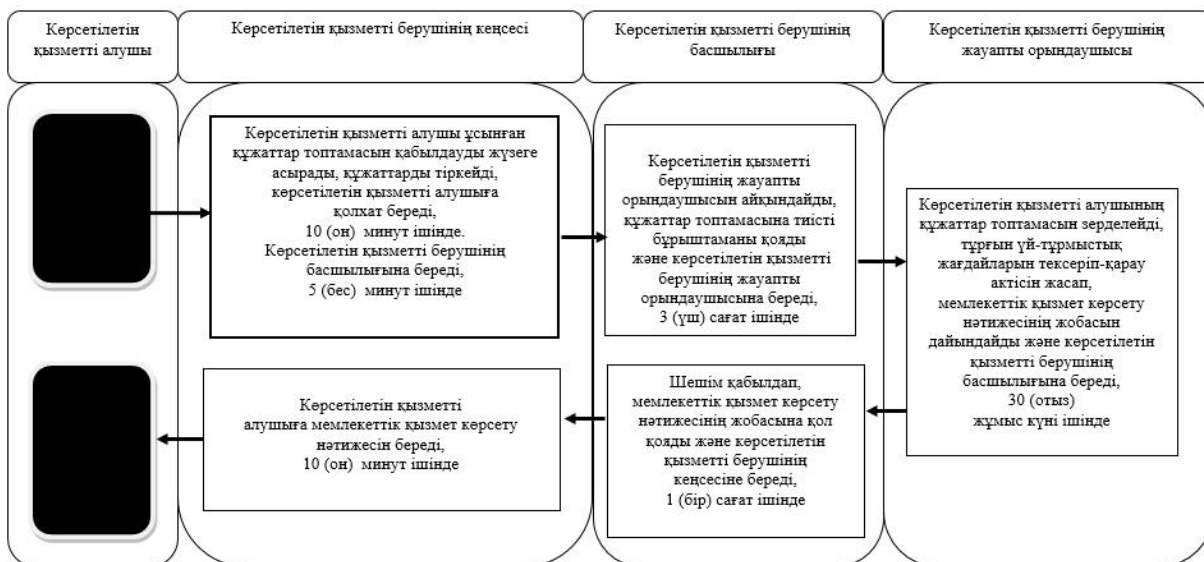 Көрсетілетін
қызметті алушы
Көрсетілетін қызметті берушінің кеңсесі
Көрсетілетін қызметті берушінің
басшылығы
Көрсетілетін қызметті берушінің
жауапты орындаушысы
Көрсетілетін қызметті алушы ұсынған
құжаттар топтамасын қабылдауды жүзеге
асырады, құжаттарды тіркейді,
көрсетілетін қызметті алушыға
қолхат береді,
10 (он) минут ішінде.
Көрсетілетін қызметті берушінің
басшылығына береді,
5 (бес) минут ішінде
Көрсетілетін қызметті
берушінің жауапты
орындаушысын айқындайды,
құжаттар топтамасына тиісті
бұрыштаманы қояды
және көрсетілетін қызметті
берушінің жауапты
орындаушысына береді,
3 (үш) сағат ішінде
Көрсетілетін қызметті алушының
құжаттар топтамасын зерделейді,
тұрғын үй-тұрмыстық
жағдайларын тексеріп-қарау
актісін жасап,
мемлекеттік қызмет көрсету
нәтижесінің жобасын
дайындайды және көрсетілетін
қызметті берушінің
басшылығына береді,
30 (отыз)
жұмыс күні ішінде
Шешім қабылдап,
мемлекеттік қызмет көрсету
нәтижесінің жобасына қол
қояды және көрсетілетін
қызметті берушінің
кеңсесіне береді,
1 (бір) сағат ішінде
Көрсетілетін қызметті
алушыға мемлекеттік қызмет көрсету
нәтижесін береді,
10 (он) минут ішінде